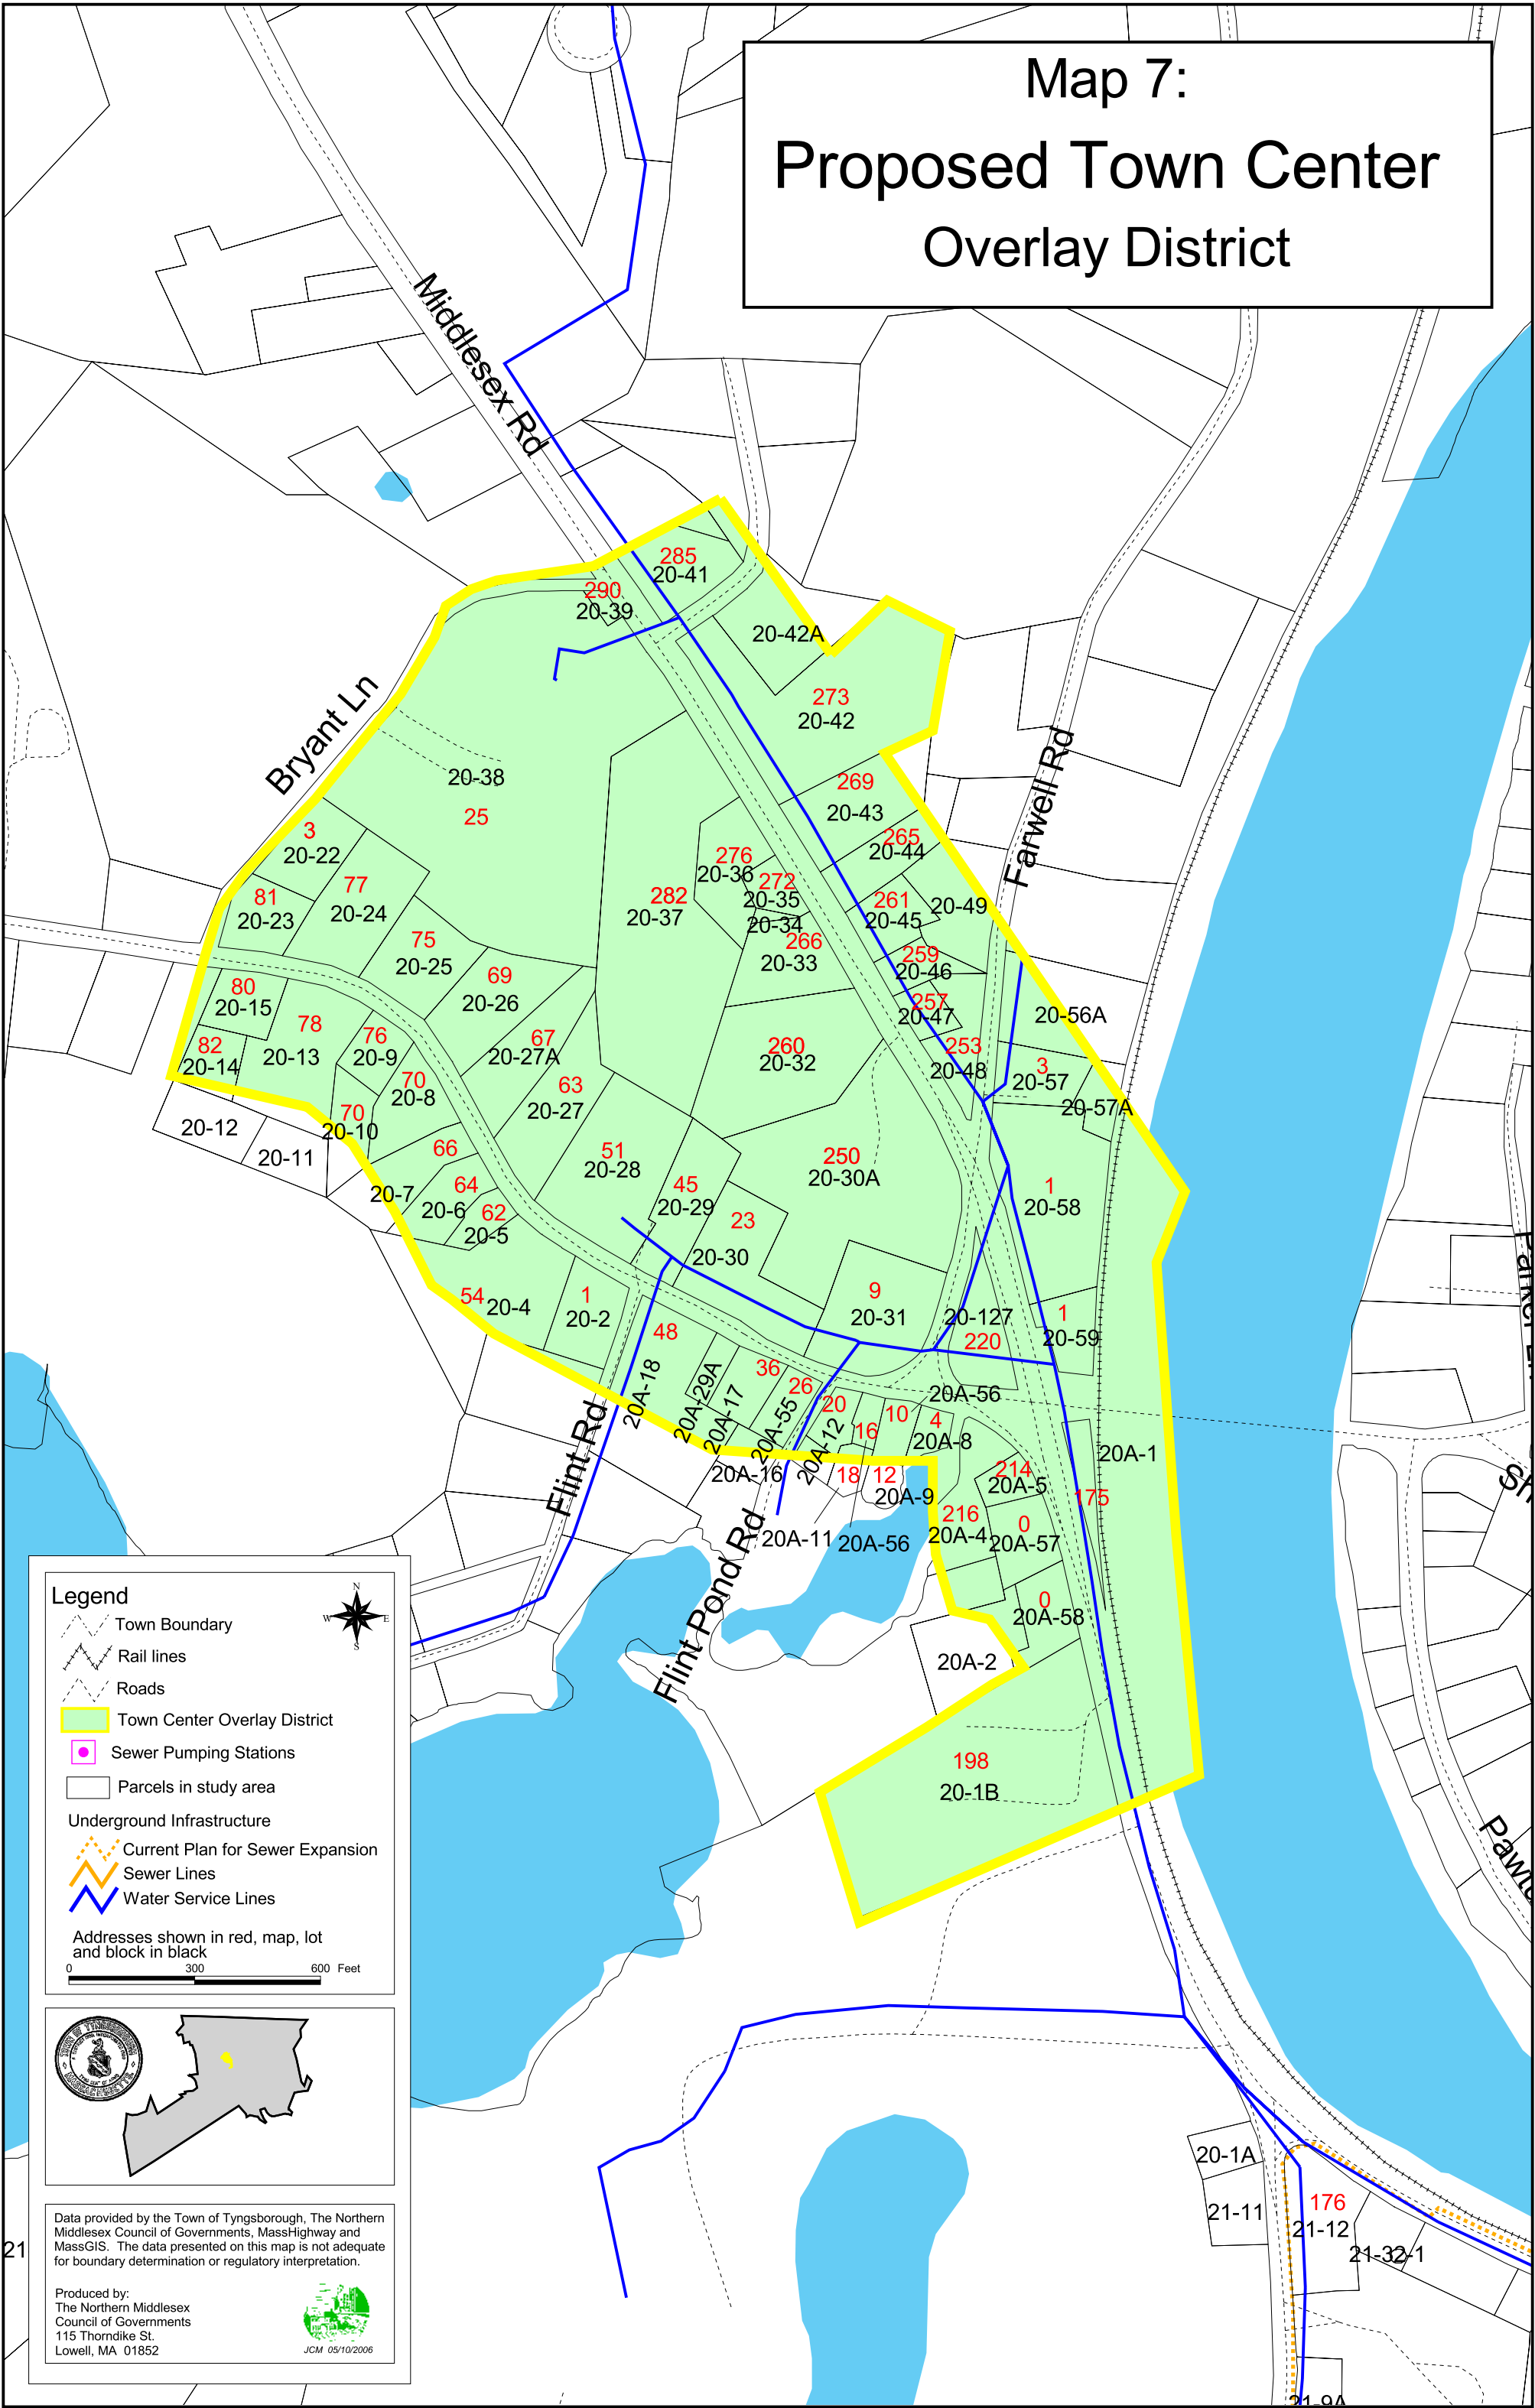 Map 7:
Proposed Town Center
Overlay District
Middlesex Rd
285
20-41
290
20-39
20-42A
273
20-42
Bryant Ln
20-38
25
269
20-43
Farwell Rd
265
20-44
3
20-22
276
20-36
272
20-35
77
20-24
81
20-23
282
20-37
261
20-45
20-49
20-34
266
20-33
75
20-25
259
20-46
69
20-26
80
20-15
257
20-47
20-56A
78
20-13
76
20-9
67
20-27A
82
20-14
260
20-32
253
20-48
3
20-57
70
20-8
63
20-27
20-57A
70
20-10
20-12
20-11
66
20-7
51
20-28
250
20-30A
64
20-6
45
20-29
1
20-58
62
20-5
23
20-30
54
20-4
1
20-2
9
20-31
20-127
220
1
20-59
48
20A-18
36
20A-29A
20A-17
26
20A-55
20
20A-12
16
10
20A-56
4
20A-8
20A-1
Flint Rd
20A-16
18
12
20A-9
214
20A-5
175
216
20A-4
0
20A-57
20A-11
20A-56
Flint Pond Rd
0
20A-58
20A-2
198
20-1B
Legend
N
W
E
S
Town Boundary
Rail lines
Roads
Town Center Overlay District
Sewer Pumping Stations
Parcels in study area
Underground Infrastructure
Current Plan for Sewer Expansion
Sewer Lines
Water Service Lines
Addresses shown in red, map, lot
and block in black
0 300 600 Feet
TOWN OF TYNGSBOROUGH
MASSACHUSETTS
Data provided by the Town of Tyngsborough, The Northern
Middlesex Council of Governments, MassHighway and
MassGIS. The data presented on this map is not adequate
for boundary determination or regulatory interpretation.
Produced by:
The Northern Middlesex
Council of Governments
115 Thorndike St.
Lowell, MA 01852
JCM 05/10/2006
20-1A
21-11
176
21-12
21
21-9A